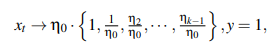 x_t → η_0 · {1, 1/η_0, η_2/η_0, ⋯, η_{k−1}/η_0}, y = 1,